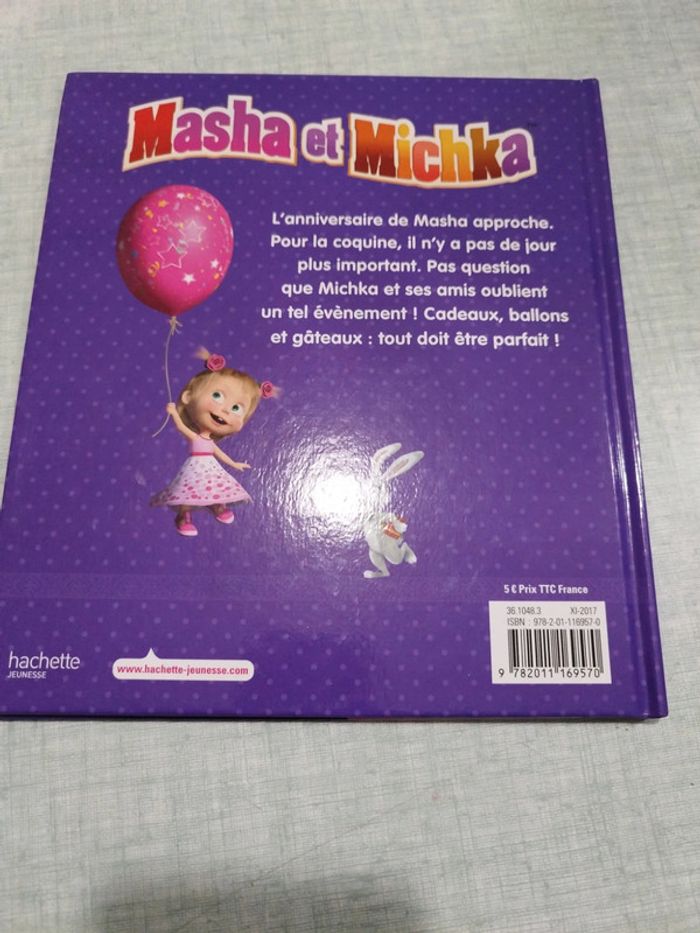 Masha et Michka
L'anniversaire de Masha approche.
Pour la coquine, il n'y a pas de jour
plus important. Pas question
que Michka et ses amis oublient
un tel évènement ! Cadeaux, ballons
et gâteaux : tout doit être parfait !
5 € Prix TTC France
36.1048.3 XI-2017
ISBN : 978-2-01-116957-0
9 782011 169570
hachette
JEUNESSE
www.hachette-jeunesse.com